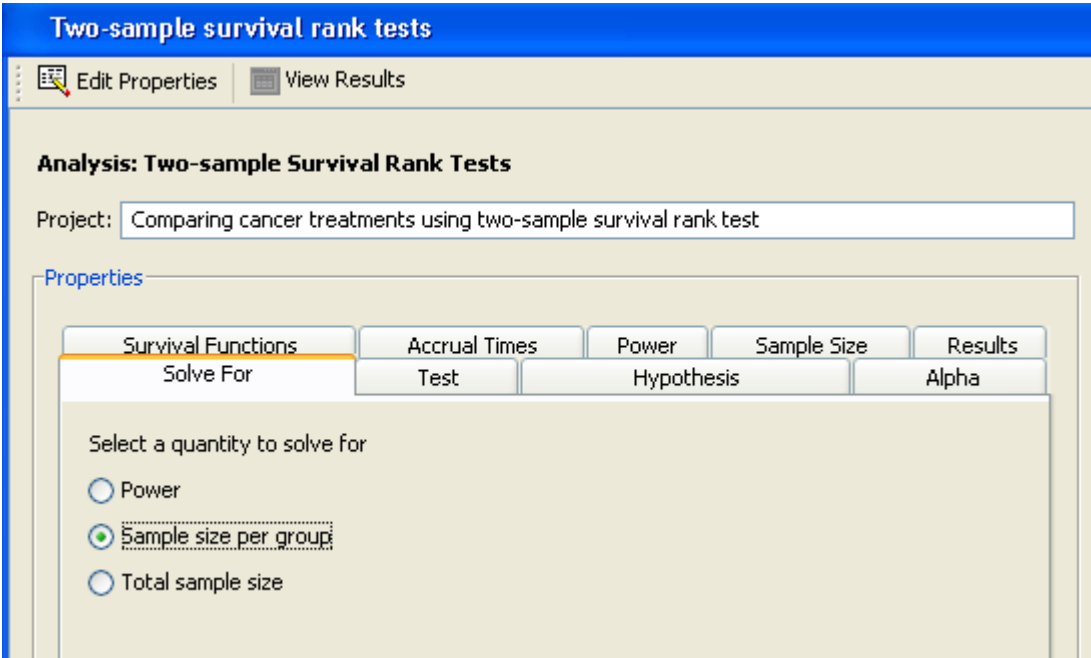 Two-sample survival rank tests
Edit Properties View Results
Analysis: Two-sample Survival Rank Tests
Project: Comparing cancer treatments using two-sample survival rank test
Properties
Survival Functions Accrual Times Power Sample Size Results
Solve For Test Hypothesis Alpha
Select a quantity to solve for
Power
Sample size per group
Total sample size